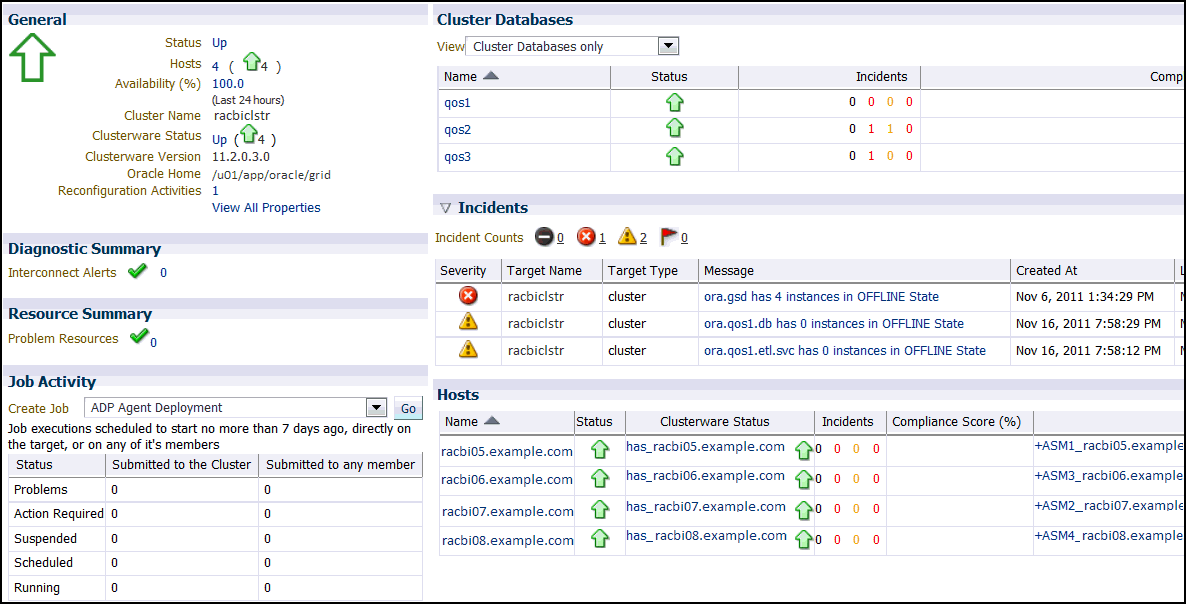 General
Status Up
Hosts 4 ( 4 )
Availability (%) 100.0
(Last 24 hours)
Cluster Name racbiclstr
Clusterware Status Up ( 4 )
Clusterware Version 11.2.0.3.0
Oracle Home /u01/app/oracle/grid
Reconfiguration Activities 1
View All Properties
Diagnostic Summary
Interconnect Alerts 0
Resource Summary
Problem Resources 0
Job Activity
Create Job ADP Agent Deployment Go
Job executions scheduled to start no more than 7 days ago, directly on
the target, or on any of it's members
Status Submitted to the Cluster Submitted to any member
Problems 0 0
Action Required 0 0
Suspended 0 0
Scheduled 0 0
Running 0 0
Cluster Databases
View Cluster Databases only
Name Status Incidents Comp
qos1 0 0 0 0
qos2 0 1 1 0
qos3 0 1 0 0
Incidents
Incident Counts 0 1 2 0
Severity Target Name Target Type Message Created At
racbiclstr cluster ora.gsd has 4 instances in OFFLINE State Nov 6, 2011 1:34:29 PM
racbiclstr cluster ora.qos1.db has 0 instances in OFFLINE State Nov 16, 2011 7:58:29 PM
racbiclstr cluster ora.qos1.etl.svc has 0 instances in OFFLINE State Nov 16, 2011 7:58:12 PM
Hosts
Name Status Clusterware Status Incidents Compliance Score (%)
racbi05.example.com has_racbi05.example.com 0 0 0 0 +ASM1_racbi05.example
racbi06.example.com has_racbi06.example.com 0 0 0 0 +ASM3_racbi06.example
racbi07.example.com has_racbi07.example.com 0 0 0 0 +ASM2_racbi07.example
racbi08.example.com has_racbi08.example.com 0 0 0 0 +ASM4_racbi08.example